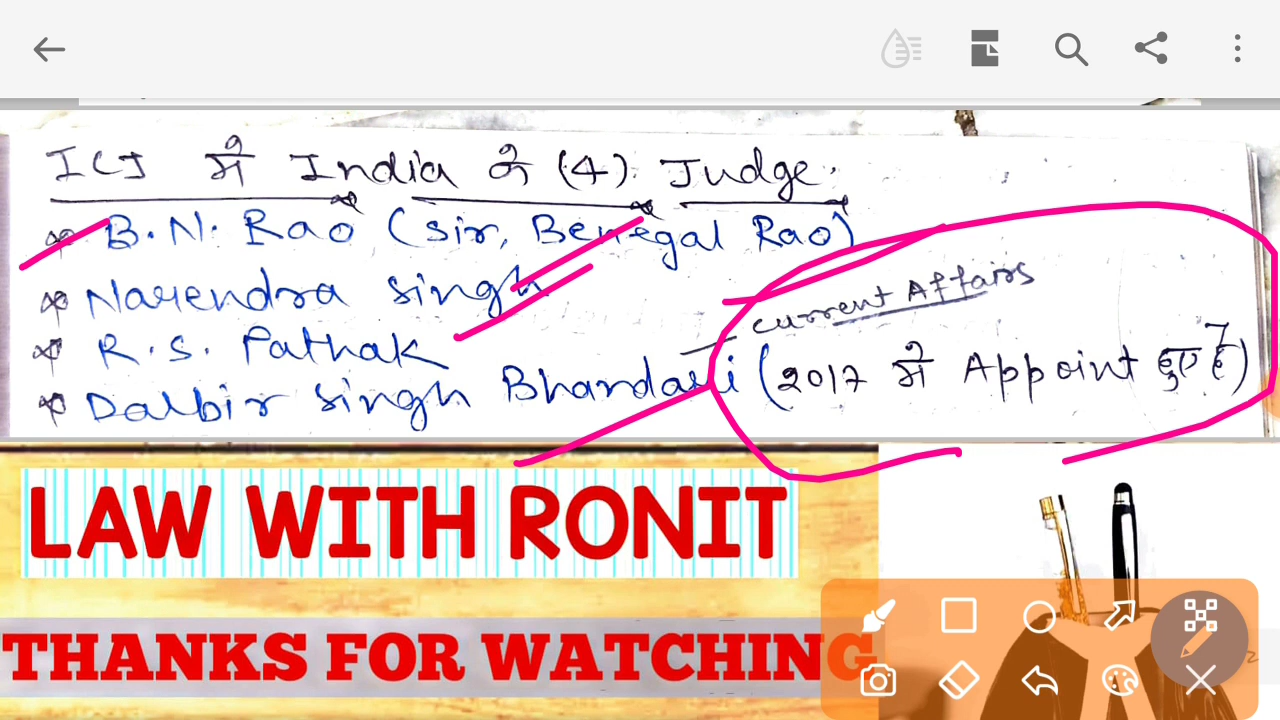 ICJ में India के (4) Judge.
B.N. Rao (Sir, Benegal Rao)
Narendra singh
Current Affairs
R.S. Pathak
Dalbir singh Bhandari (2017 में Appoint हुए हैं)
LAW WITH RONIT
THANKS FOR WATCHING